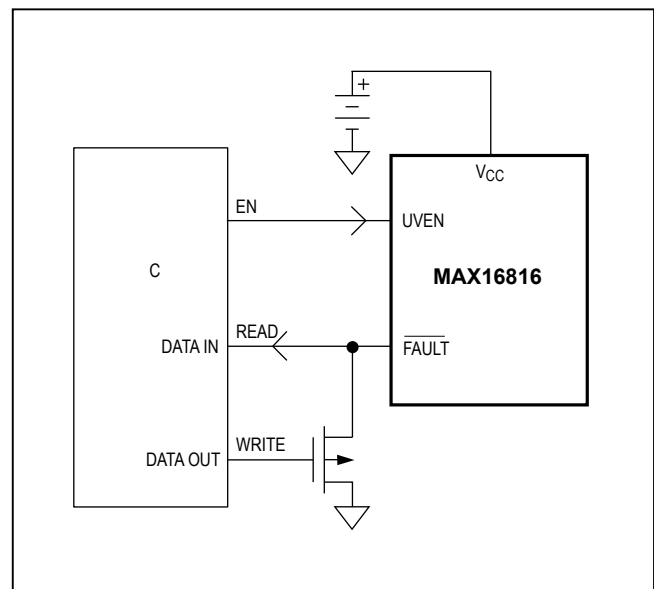 +
−
VCC
EN
UVEN
C
MAX16816
READ
DATA IN
FAULT
WRITE
DATA OUT